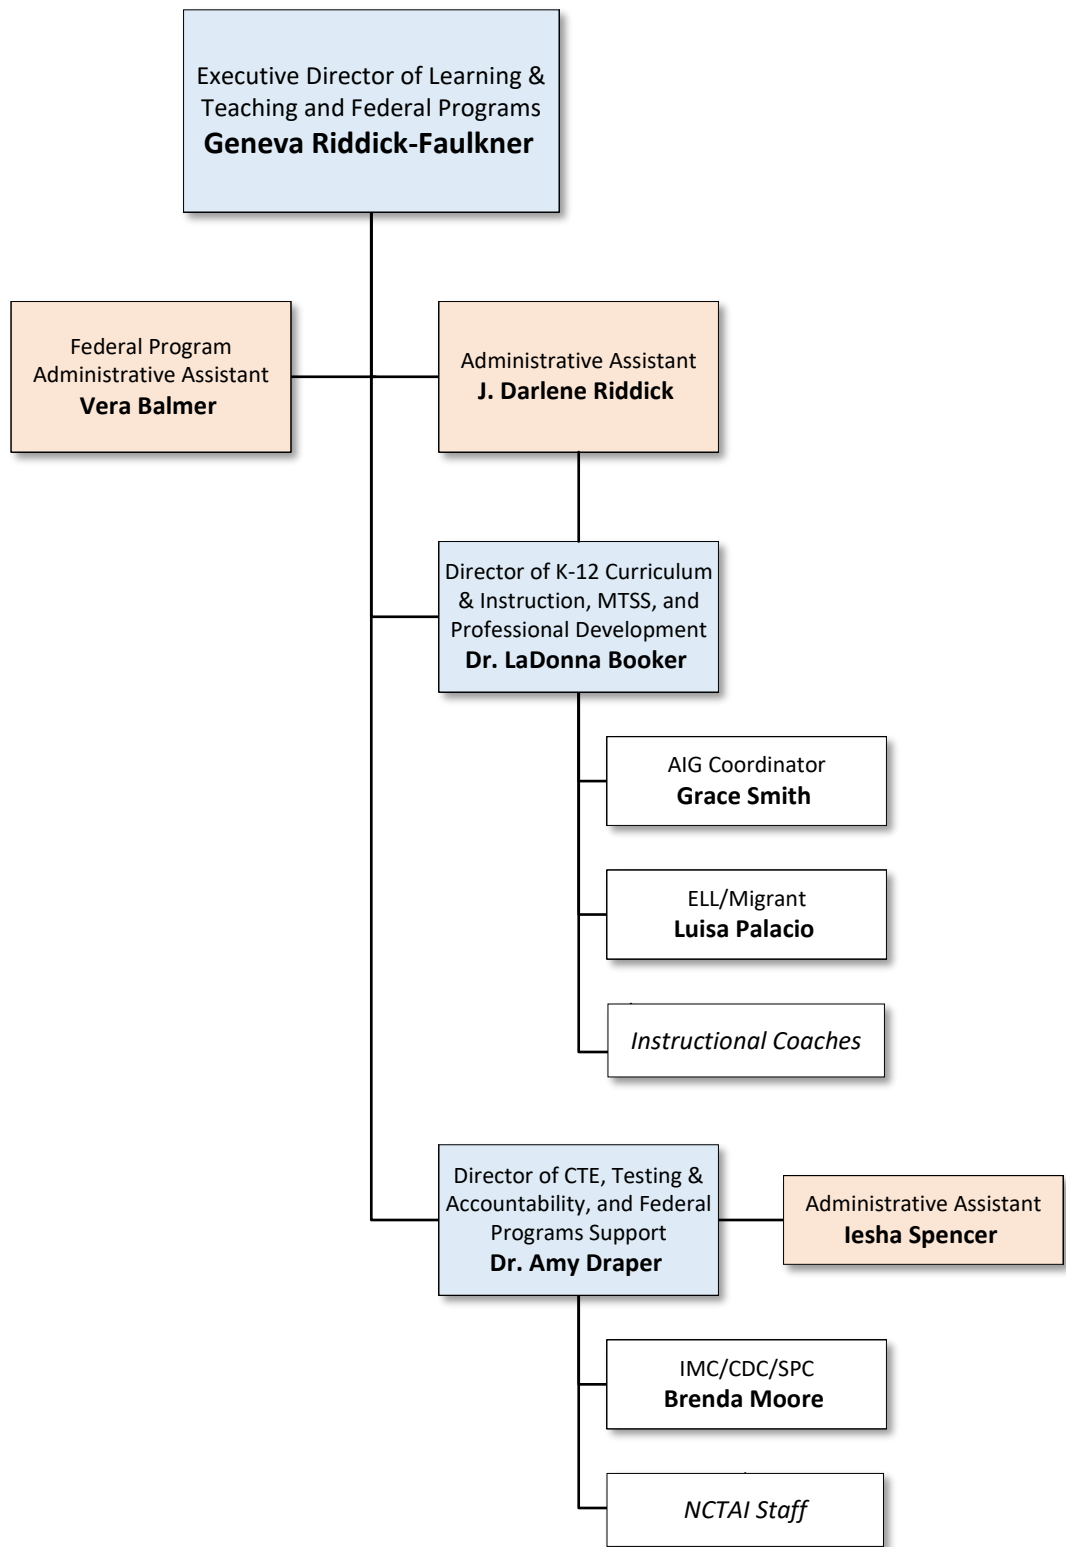 Executive Director of Learning &
Teaching and Federal Programs
Geneva Riddick-Faulkner
Federal Program
Administrative Assistant
Vera Balmer
Administrative Assistant
J. Darlene Riddick
Director of K-12 Curriculum
& Instruction, MTSS, and
Professional Development
Dr. LaDonna Booker
AIG Coordinator
Grace Smith
ELL/Migrant
Luisa Palacio
Instructional Coaches
Director of CTE, Testing &
Accountability, and Federal
Programs Support
Dr. Amy Draper
Administrative Assistant
Iesha Spencer
IMC/CDC/SPC
Brenda Moore
NCTAI Staff